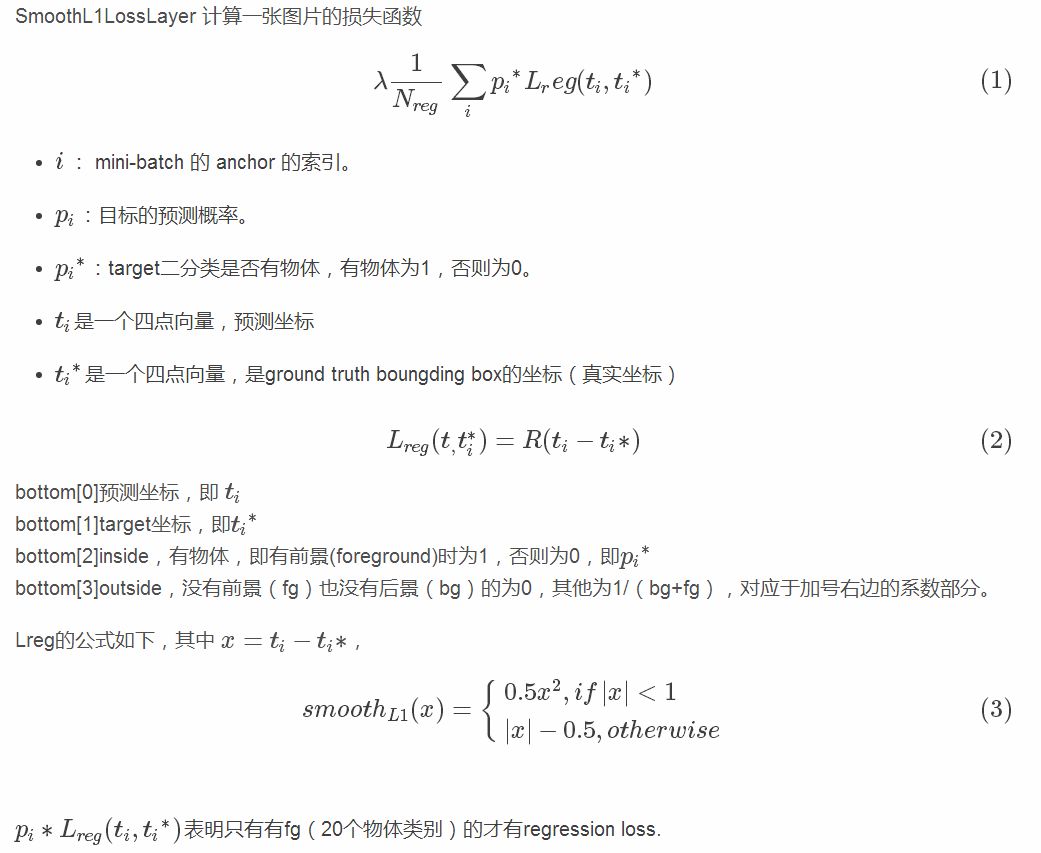 SmoothL1LossLayer 计算一张图片的损失函数
λ \frac{1}{N_{reg}} \sum_i p_i^* L_r eg(t_i, t_i^*) (1)
• i ： mini-batch 的 anchor 的索引。
• p_i ：目标的预测概率。
• p_i^* ：target二分类是否有物体，有物体为1，否则为0。
• t_i 是一个四点向量，预测坐标
• t_i^* 是一个四点向量，是ground truth boungding box的坐标（真实坐标）
L_{reg}(t_, t_i^*) = R(t_i − t_i*) (2)
bottom[0]预测坐标，即 t_i
bottom[1]target坐标，即t_i^*
bottom[2]inside，有物体，即有前景(foreground)时为1，否则为0，即p_i^*
bottom[3]outside，没有前景（fg）也没有后景（bg）的为0，其他为1/（bg+fg），对应于加号右边的系数部分。
Lreg的公式如下，其中 x = t_i − t_i*，
smooth_{L1}(x) = { 0.5x^2, if |x| < 1
|x| − 0.5, otherwise (3)
p_i * L_{reg}(t_i, t_i^*)表明只有有fg（20个物体类别）的才有regression loss.